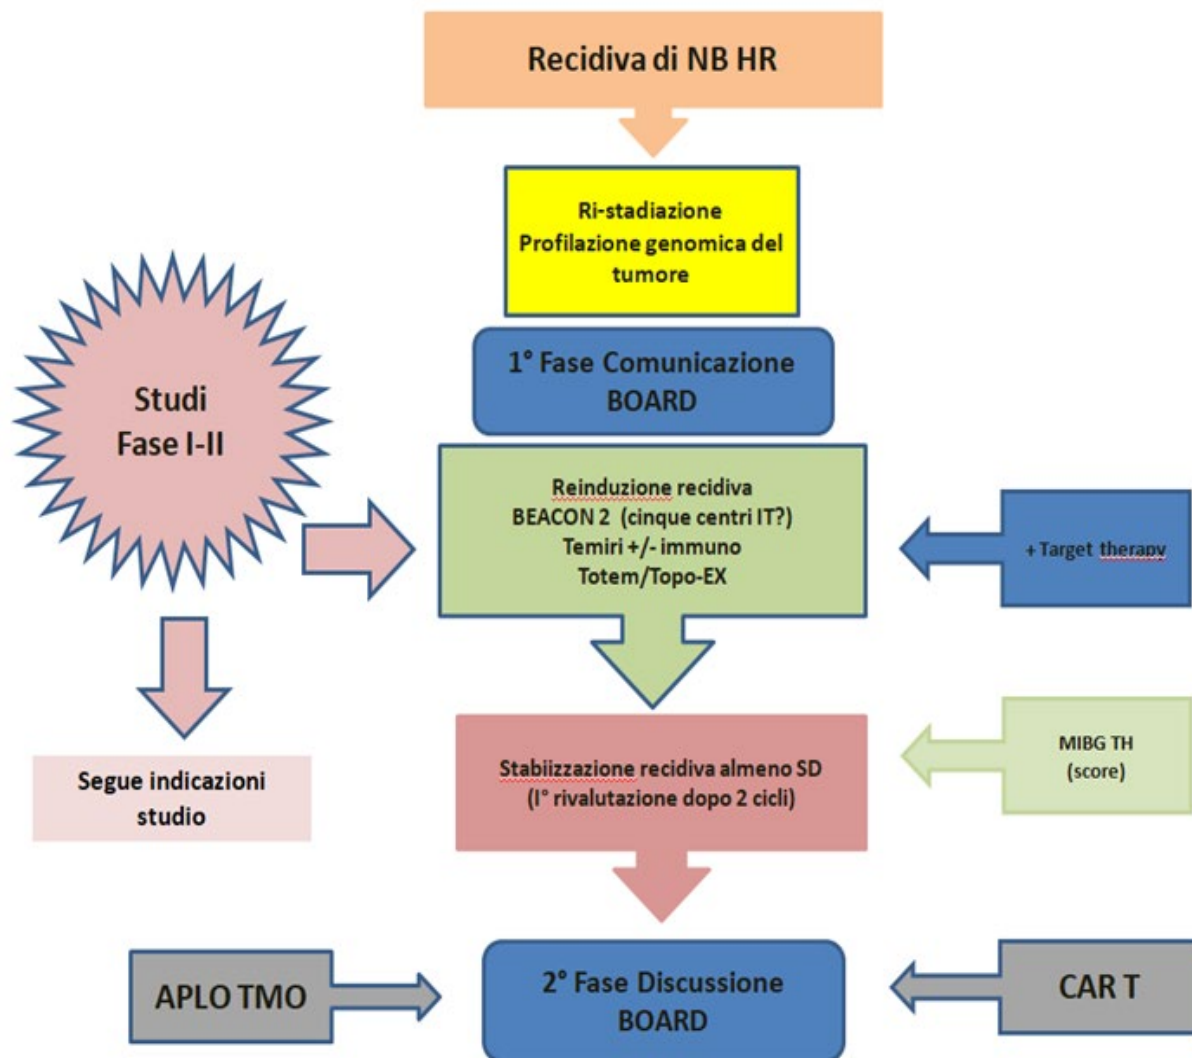 Recidiva di NB HR
Ri-stadiazione
Profilazione genomica del
tumore
1° Fase Comunicazione
BOARD
Studi
Fase I-II
Reinduzione recidiva
BEACON 2  (cinque centri IT?)
Temiri +/- immuno
Totem/Topo-EX
+ Target therapy
Segue indicazioni
studio
Stabiizzazione recidiva almeno SD
(I° rivalutazione dopo 2 cicli)
MIBG TH
(score)
APLO TMO
2° Fase Discussione
BOARD
CAR T